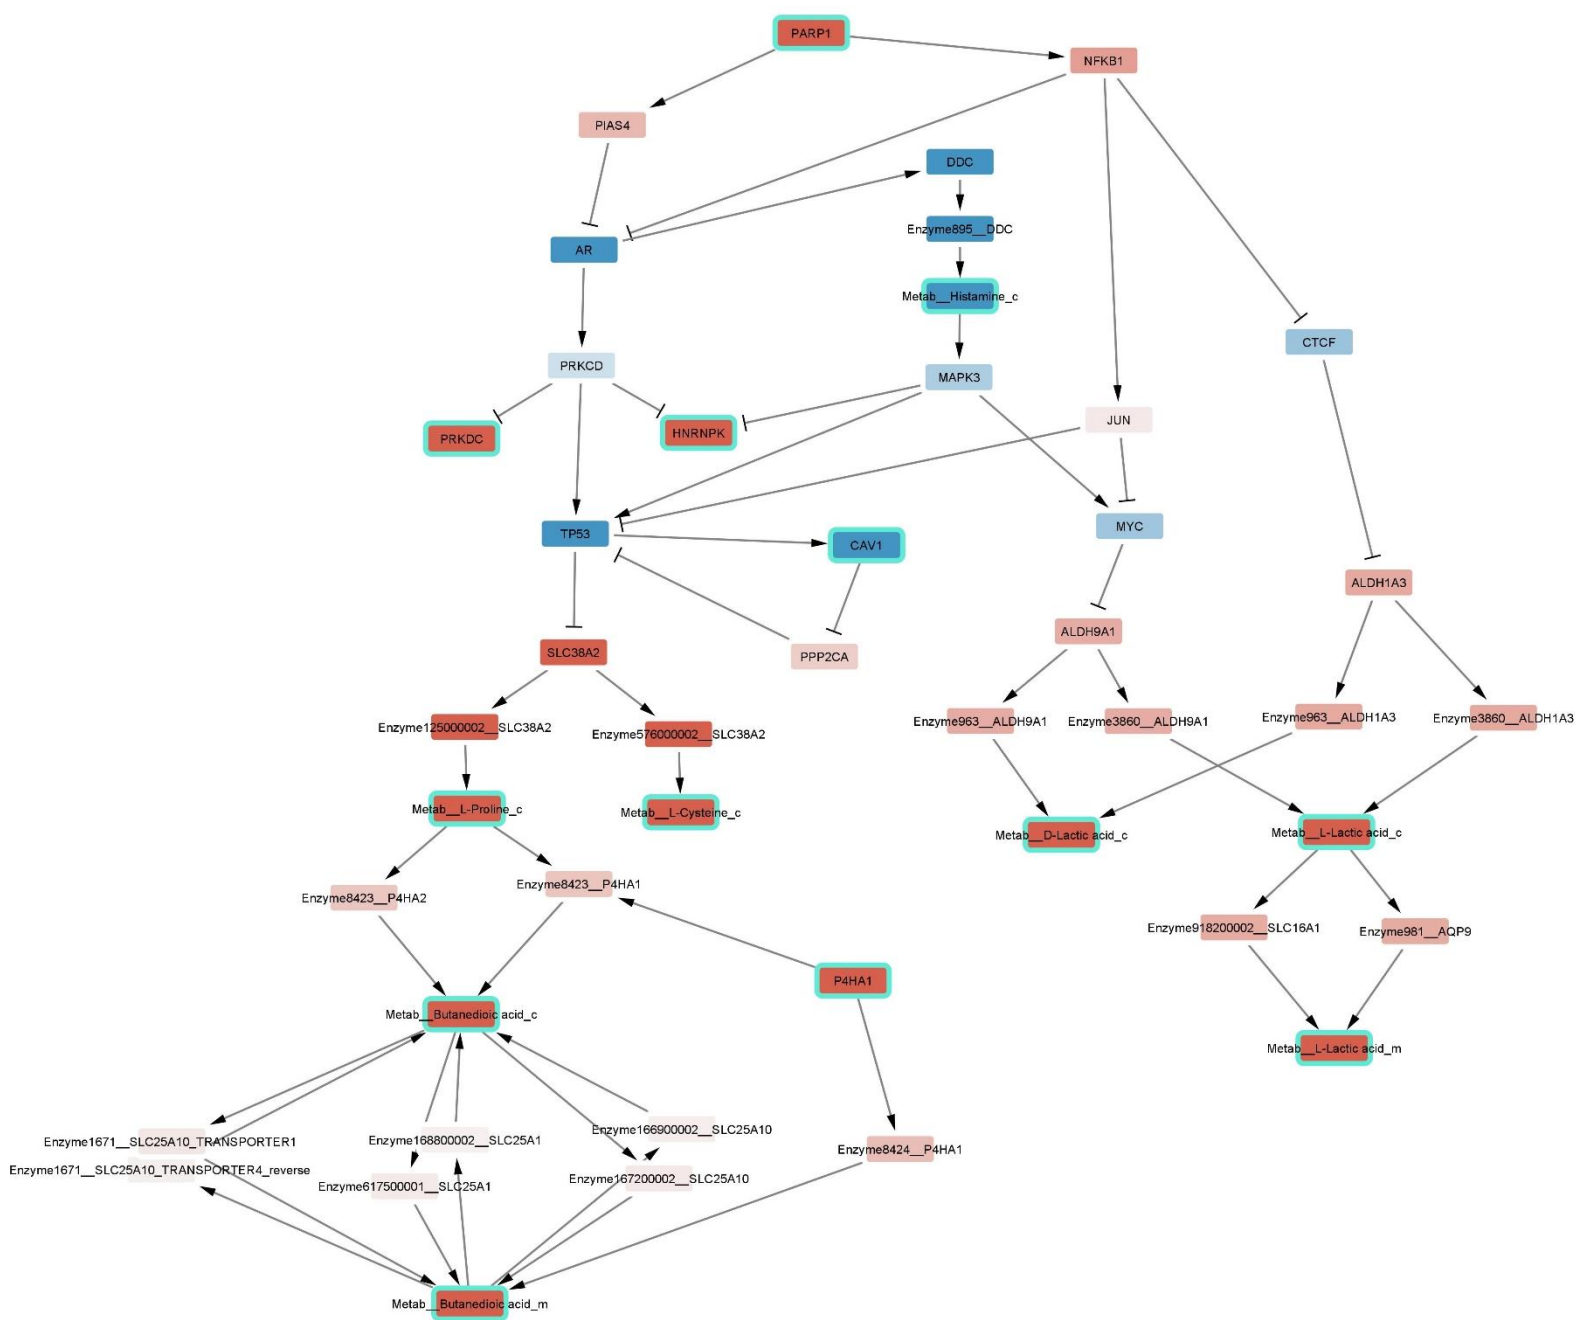 PARP1
NFKB1
PIAS4
DDC
Enzyme895__DDC
AR
Metab__Histamine_c
CTCF
PRKCD
MAPK3
JUN
PRKDC
HNRNPK
MYC
TP53
CAV1
ALDH1A3
ALDH9A1
SLC38A2
PPP2CA
Enzyme963__ALDH9A1
Enzyme3860__ALDH9A1
Enzyme963__ALDH1A3
Enzyme3860__ALDH1A3
Enzyme125000002__SLC38A2
Enzyme576000002__SLC38A2
Metab__L-Proline_c
Metab__L-Cysteine_c
Metab__D-Lactic acid_c
Metab__L-Lactic acid_c
Enzyme8423__P4HA1
Enzyme8423__P4HA2
Enzyme918200002__SLC16A1
Enzyme981__AQP9
P4HA1
Metab__Butanedioic acid_c
Metab__L-Lactic acid_m
Enzyme166900002__SLC25A10
Enzyme168800002__SLC25A1
Enzyme1671__SLC25A10_TRANSPORTER1
Enzyme8424__P4HA1
Enzyme1671__SLC25A10_TRANSPORTER4_reverse
Enzyme167200002__SLC25A10
Enzyme617500001__SLC25A1
Metab__Butanedioic acid_m